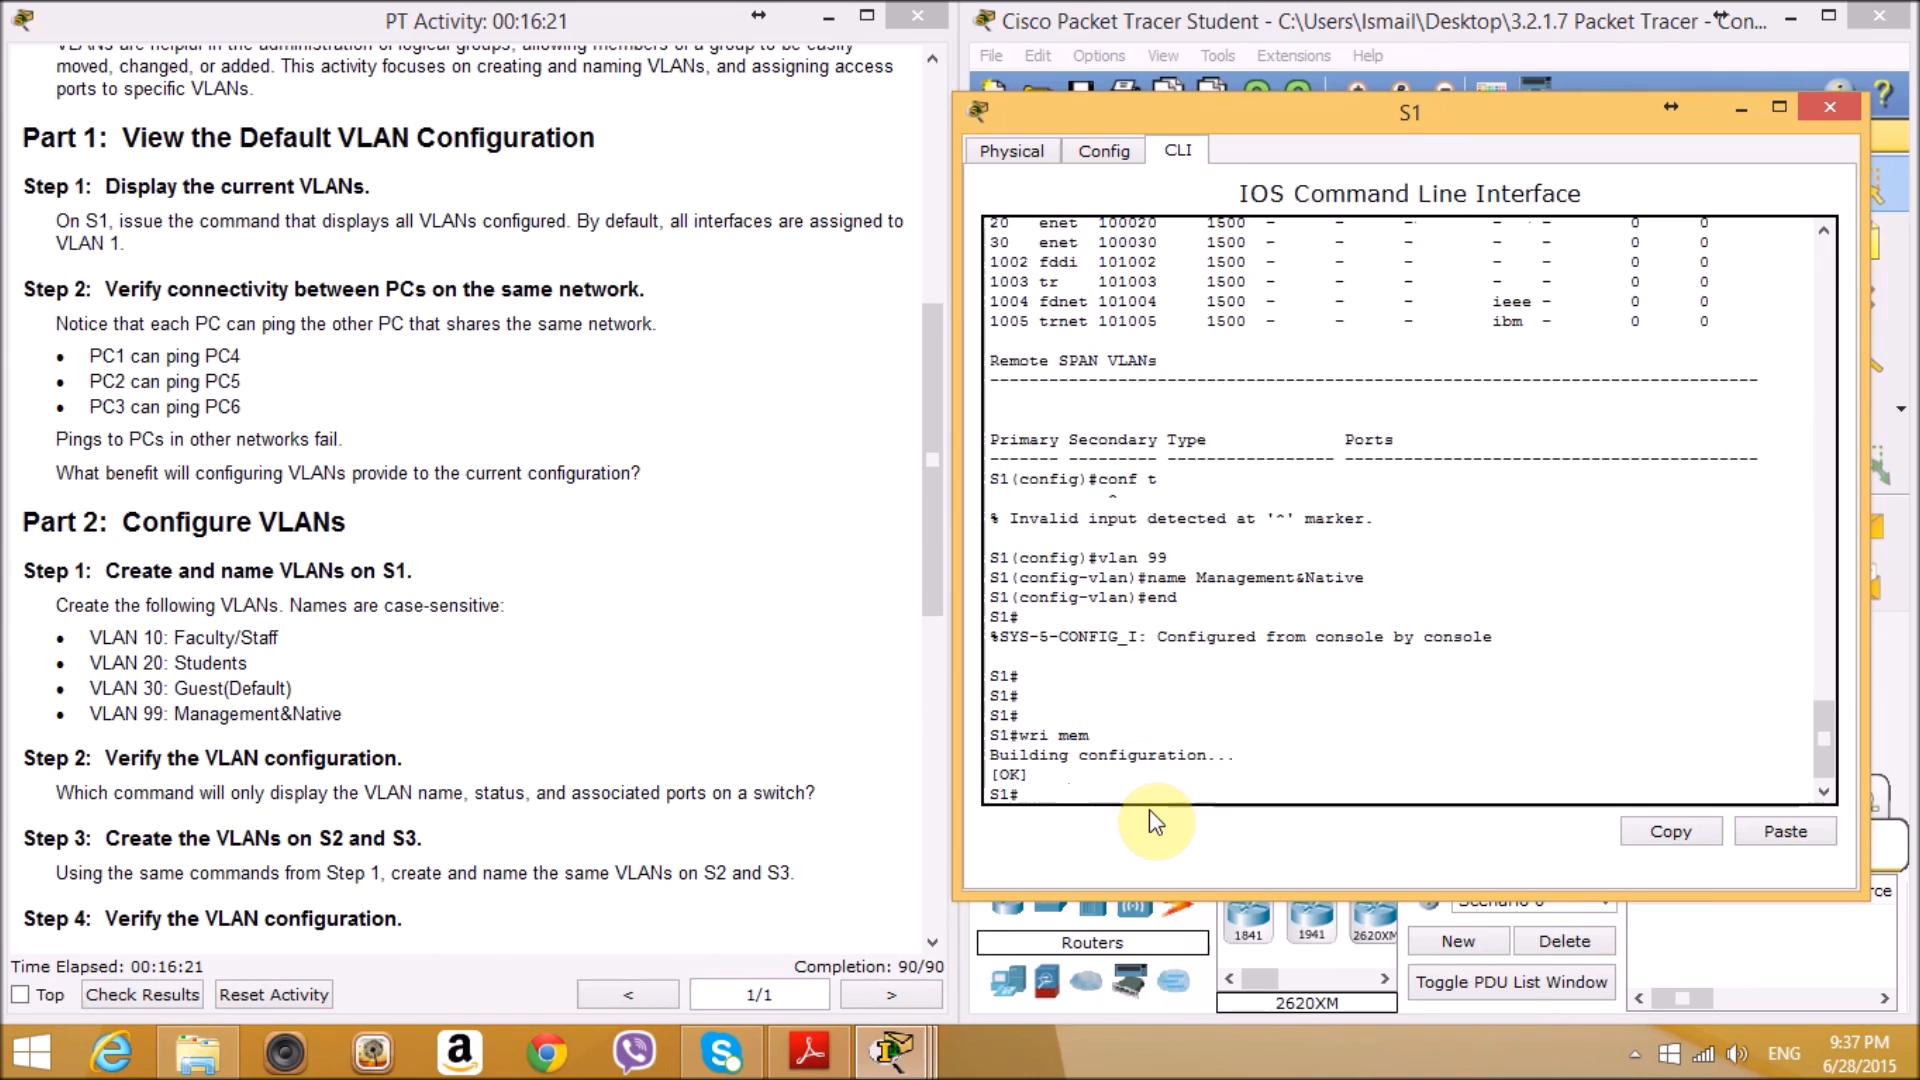 PT Activity: 00:16:21
VLANs are helpful in the administration of logical groups, allowing members of a group to be easily
moved, changed, or added. This activity focuses on creating and naming VLANs, and assigning access
ports to specific VLANs.
Part 1: View the Default VLAN Configuration
Step 1: Display the current VLANs.
On S1, issue the command that displays all VLANs configured. By default, all interfaces are assigned to
VLAN 1.
Step 2: Verify connectivity between PCs on the same network.
Notice that each PC can ping the other PC that shares the same network.
• PC1 can ping PC4
• PC2 can ping PC5
• PC3 can ping PC6
Pings to PCs in other networks fail.
What benefit will configuring VLANs provide to the current configuration?
Part 2: Configure VLANs
Step 1: Create and name VLANs on S1.
Create the following VLANs. Names are case-sensitive:
• VLAN 10: Faculty/Staff
• VLAN 20: Students
• VLAN 30: Guest(Default)
• VLAN 99: Management&Native
Step 2: Verify the VLAN configuration.
Which command will only display the VLAN name, status, and associated ports on a switch?
Step 3: Create the VLANs on S2 and S3.
Using the same commands from Step 1, create and name the same VLANs on S2 and S3.
Step 4: Verify the VLAN configuration.
Time Elapsed: 00:16:21
Completion: 90/90
Top
Check Results
Reset Activity
<
1/1
>
Cisco Packet Tracer Student - C:\Users\Ismail\Desktop\3.2.1.7 Packet Tracer - Con...
File Edit Options View Tools Extensions Help
S1
Physical
Config
CLI
IOS Command Line Interface
20 enet 100020 1500 - - - - - 0 0
30 enet 100030 1500 - - - - - 0 0
1002 fddi 101002 1500 - - - - - 0 0
1003 tr 101003 1500 - - - - - 0 0
1004 fdnet 101004 1500 - - - ieee - 0 0
1005 trnet 101005 1500 - - - ibm - 0 0
Remote SPAN VLANs
------------------------------------------------------------------------------
Primary Secondary Type Ports
------- --------- ----------------- ------------------------------------------
S1(config)#conf t
^
% Invalid input detected at '^' marker.
S1(config)#vlan 99
S1(config-vlan)#name Management&Native
S1(config-vlan)#end
S1#
%SYS-5-CONFIG_I: Configured from console by console
S1#
S1#
S1#
S1#wri mem
Building configuration...
[OK]
S1#
Copy
Paste
Routers
1841
1941
2620XM
2620XM
New
Delete
Toggle PDU List Window
ENG
9:37 PM
6/28/2015